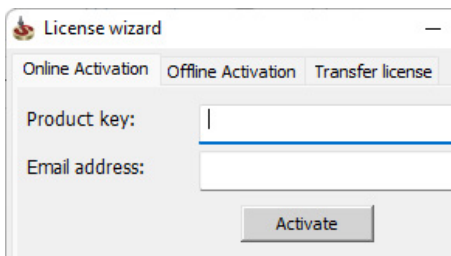 License wizard
Online Activation Offline Activation Transfer license
Product key:
Email address:
Activate